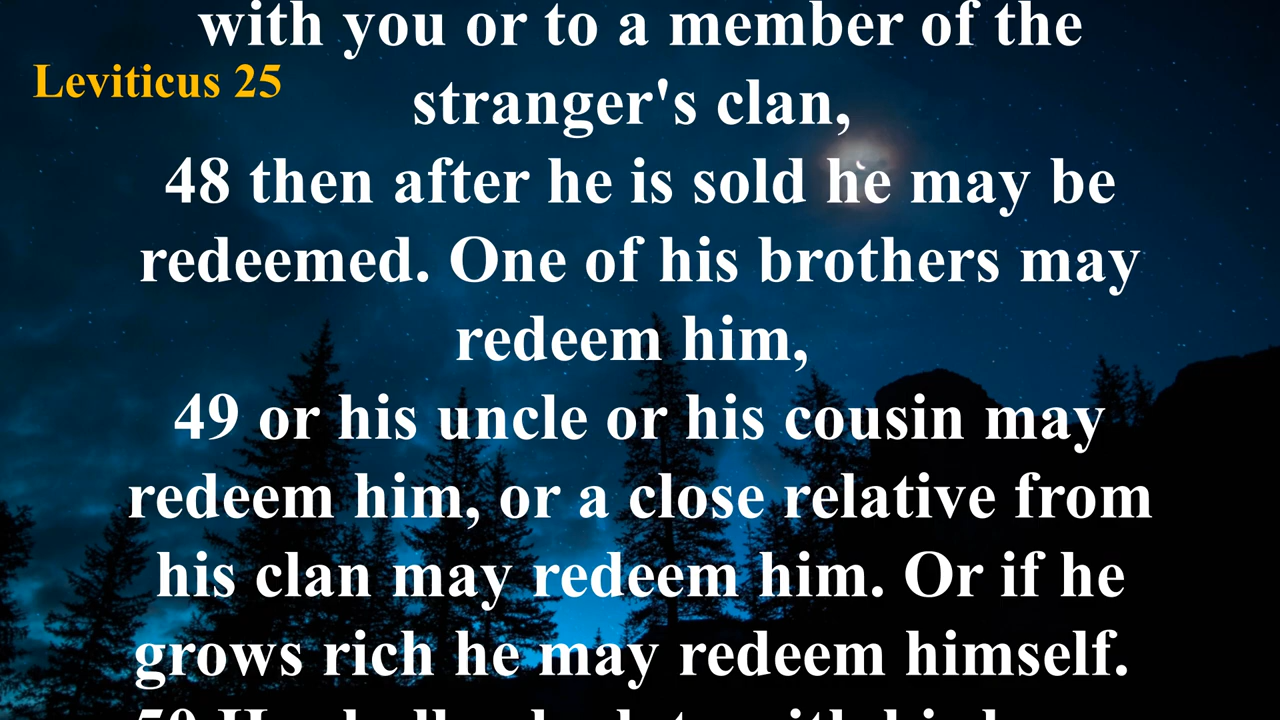 with you or to a member of the
Leviticus 25
stranger's clan,
48 then after he is sold he may be
redeemed. One of his brothers may
redeem him,
49 or his uncle or his cousin may
redeem him, or a close relative from
his clan may redeem him. Or if he
grows rich he may redeem himself.